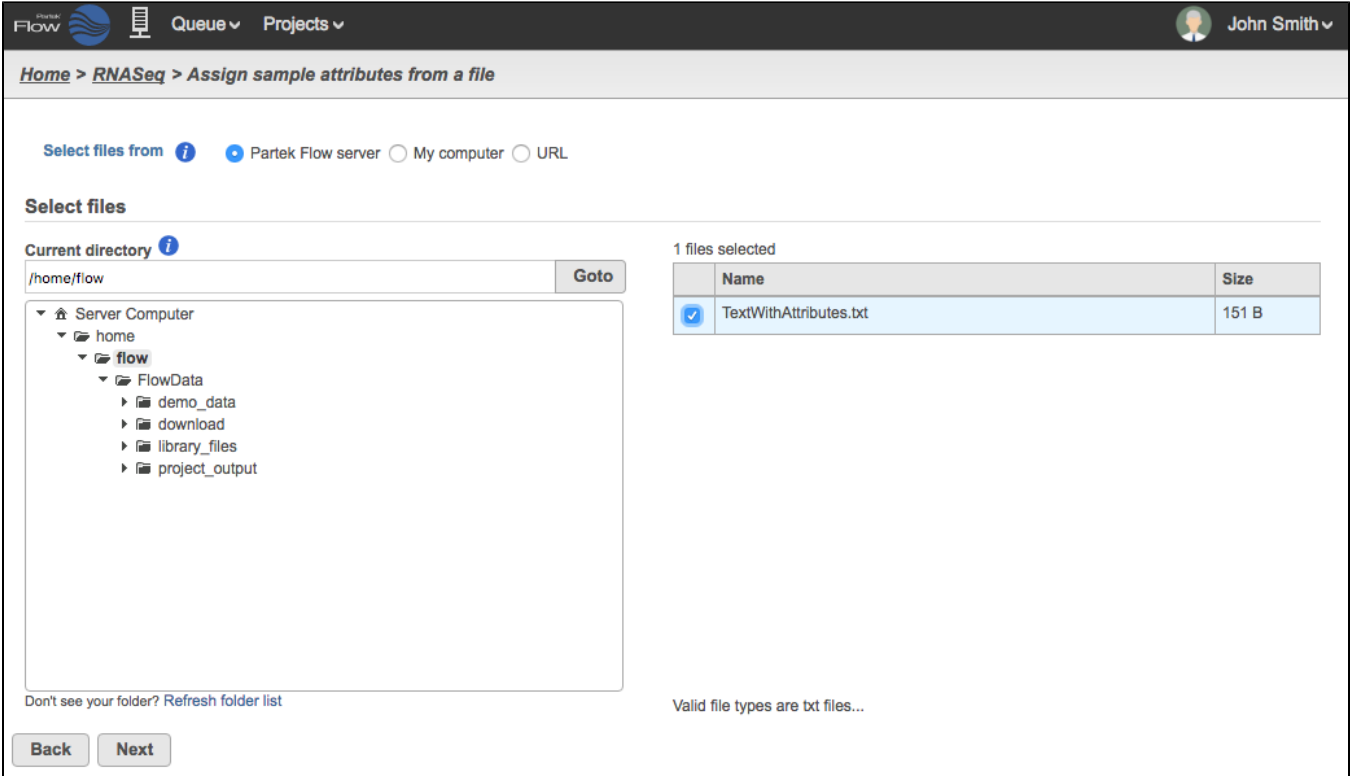 Partek
Flow Queue Projects John Smith
Home > RNASeq > Assign sample attributes from a file
Select files from i Partek Flow server My computer URL
Select files
Current directory i
1 files selected
/home/flow Goto
Name Size
TextWithAttributes.txt 151 B
Server Computer
home
flow
FlowData
demo_data
download
library_files
project_output
Don't see your folder? Refresh folder list
Valid file types are txt files...
Back Next